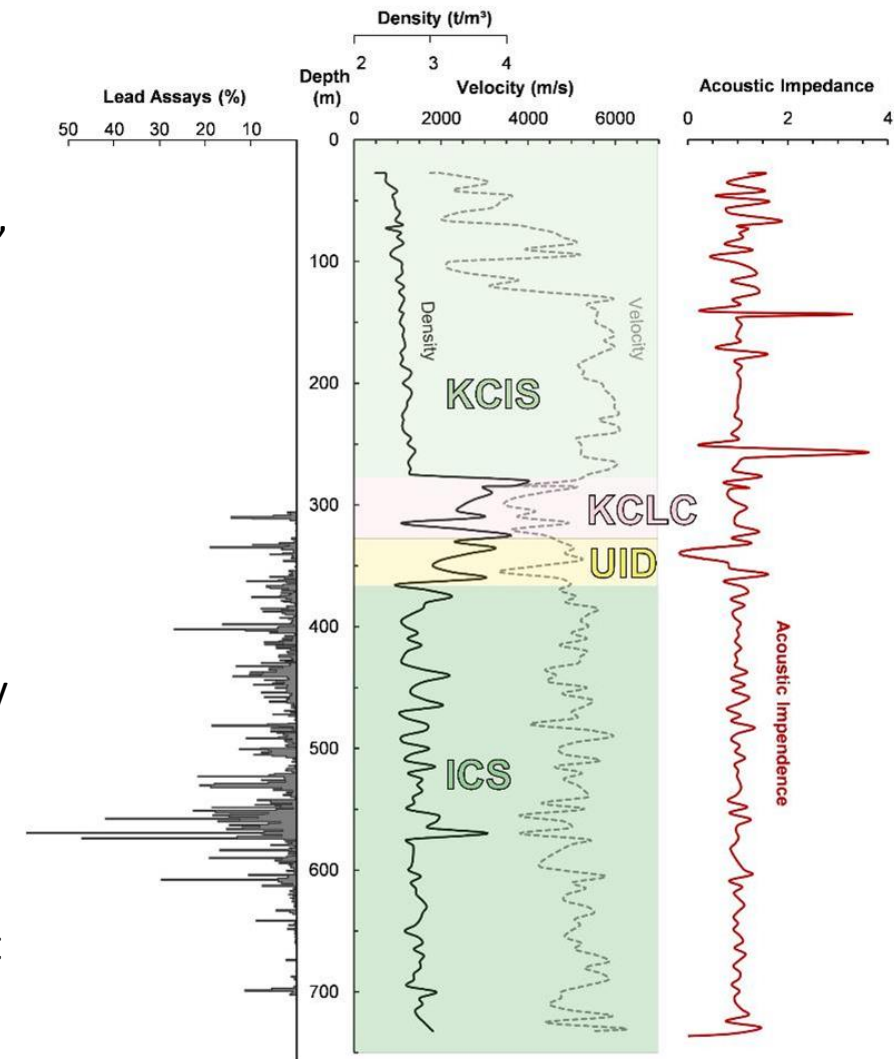 Density (t/m³)
2 3 4
Depth
(m)
Velocity (m/s)
Lead Assays (%)
Acoustic Impedance
50 40 30 20 10
0 2000 4000 6000
0 2 4
0
100
200
300
400
500
600
700
Density
Velocity
KCIS
KCLC
UID
ICS
Acoustic Impendence